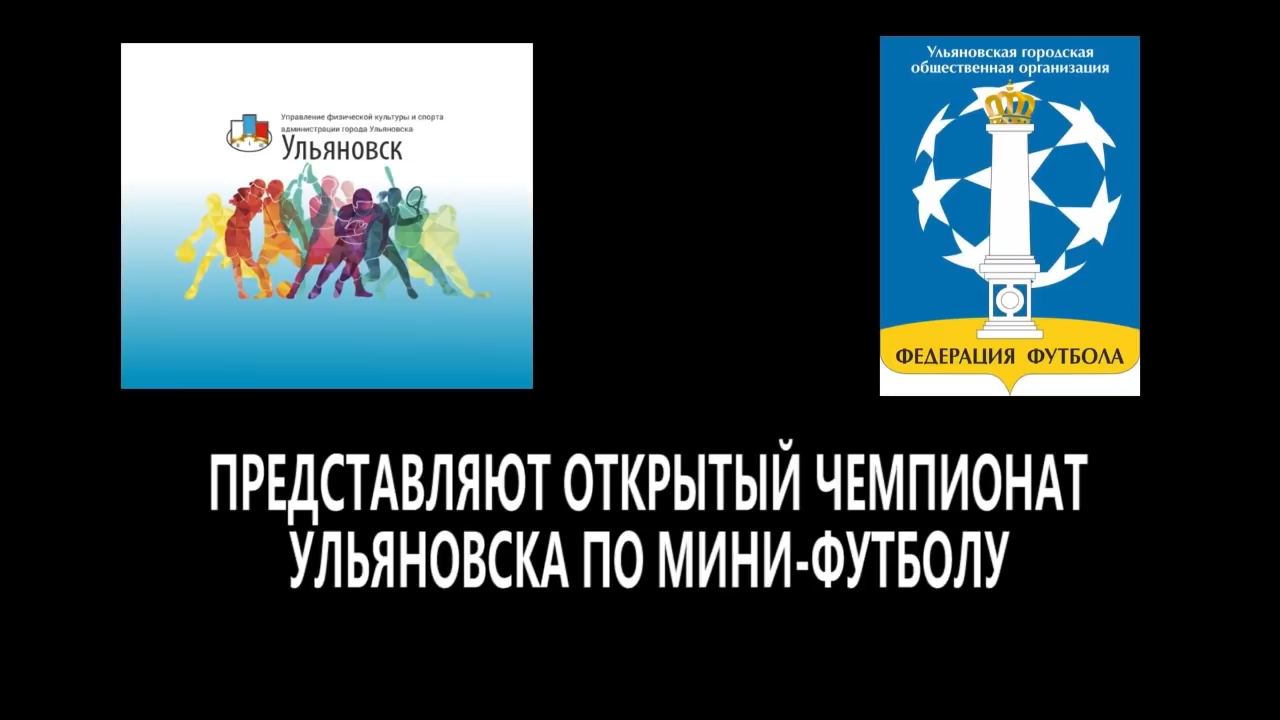 Управление физической культуры и спорта
администрации города Ульяновска
Ульяновск
Ульяновская городская
общественная организация
ФЕДЕРАЦИЯ ФУТБОЛА
ПРЕДСТАВЛЯЮТ ОТКРЫТЫЙ ЧЕМПИОНАТ
УЛЬЯНОВСКА ПО МИНИ-ФУТБОЛУ